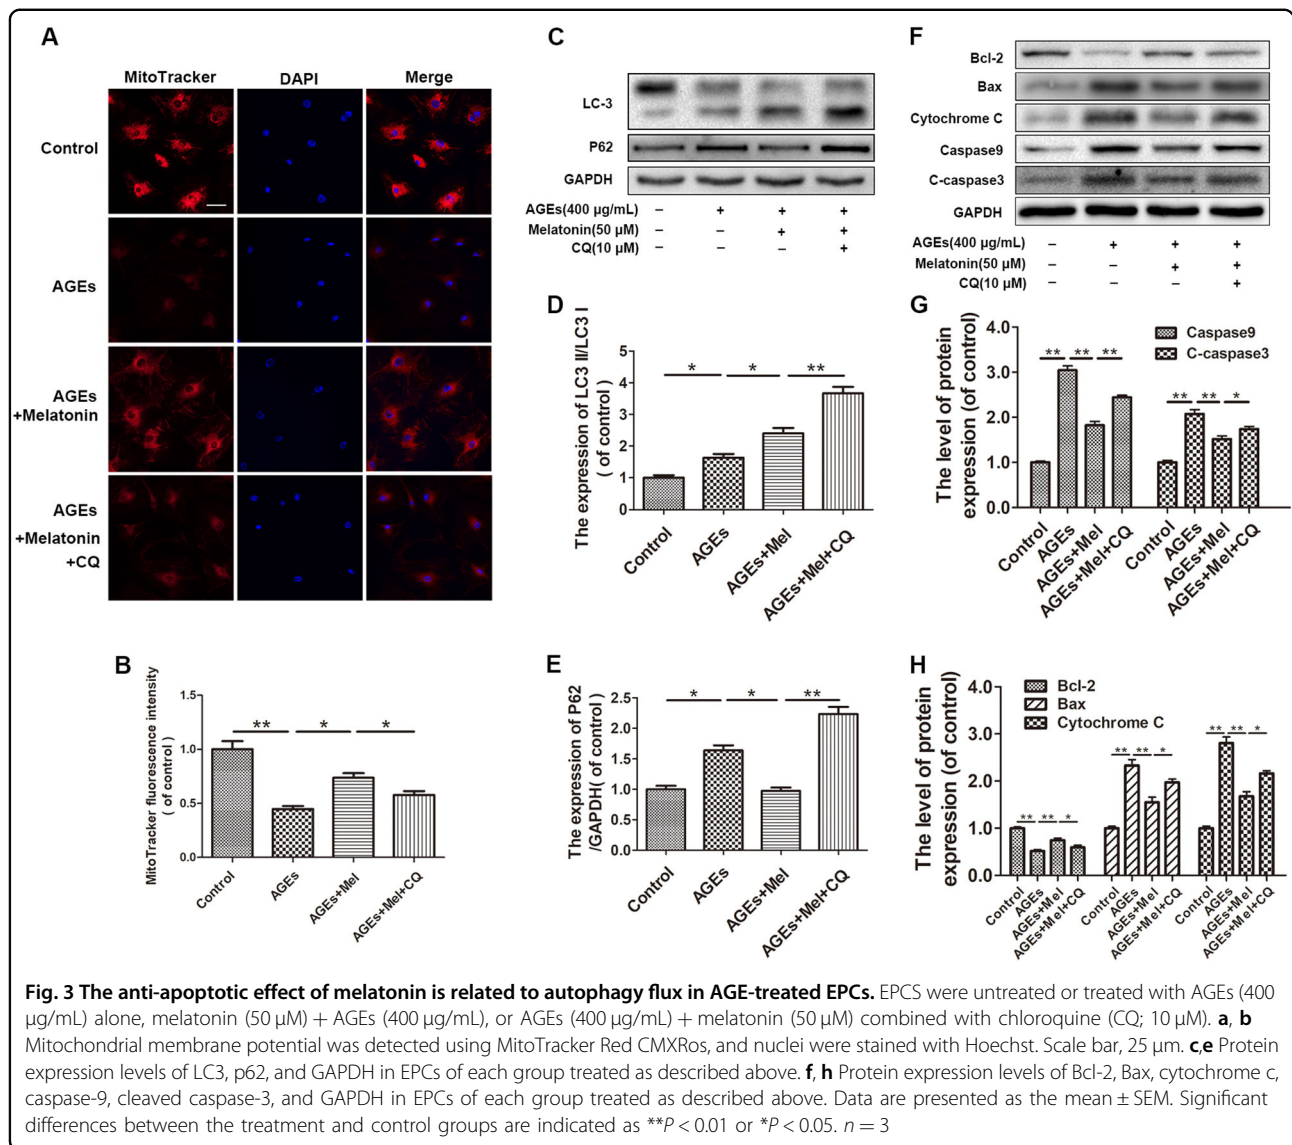 A
MitoTracker DAPI Merge
Control
AGEs
AGEs
+Melatonin
AGEs
+Melatonin
+CQ
B
MitoTracker fluorescence intensity
( of control)
1.5
1.0
0.5
0.0
** * *
Control AGEs AGEs+Mel AGEs+Mel+CQ
C
LC-3
P62
GAPDH
AGEs(400 μg/mL) – + + +
Melatonin(50 μM) – – + +
CQ(10 μM) – – – +
D
The expression of LC3 II/LC3 I
( of control)
5
4
3
2
1
0
* * **
Control AGEs AGEs+Mel AGEs+Mel+CQ
E
The expression of P62
/GAPDH( of control)
2.5
2.0
1.5
1.0
0.5
0.0
* * **
Control AGEs AGEs+Mel AGEs+Mel+CQ
F
Bcl-2
Bax
Cytochrome C
Caspase9
C-caspase3
GAPDH
AGEs(400 μg/mL) – + + +
Melatonin(50 μM) – – + +
CQ(10 μM) – – – +
G
The level of protein
expression (of control)
4.0
3.0
2.0
1.0
0.0
Caspase9
C-caspase3
** ** ** ** ** *
Control AGEs AGEs+Mel AGEs+Mel+CQ Control AGEs AGEs+Mel AGEs+Mel+CQ
H
The level of protein
expression (of control)
4.0
3.0
2.0
1.0
0.0
Bcl-2
Bax
Cytochrome C
** ** * ** ** * ** ** *
Control AGEs AGEs+Mel AGEs+Mel+CQ Control AGEs AGEs+Mel AGEs+Mel+CQ Control AGEs AGEs+Mel AGEs+Mel+CQ
Fig. 3 The anti-apoptotic effect of melatonin is related to autophagy flux in AGE-treated EPCs. EPCS were untreated or treated with AGEs (400
μg/mL) alone, melatonin (50 μM) + AGEs (400 μg/mL), or AGEs (400 μg/mL) + melatonin (50 μM) combined with chloroquine (CQ; 10 μM). a, b
Mitochondrial membrane potential was detected using MitoTracker Red CMXRos, and nuclei were stained with Hoechst. Scale bar, 25 μm. c,e Protein
expression levels of LC3, p62, and GAPDH in EPCs of each group treated as described above. f, h Protein expression levels of Bcl-2, Bax, cytochrome c,
caspase-9, cleaved caspase-3, and GAPDH in EPCs of each group treated as described above. Data are presented as the mean ± SEM. Significant
differences between the treatment and control groups are indicated as **P < 0.01 or *P < 0.05. n = 3